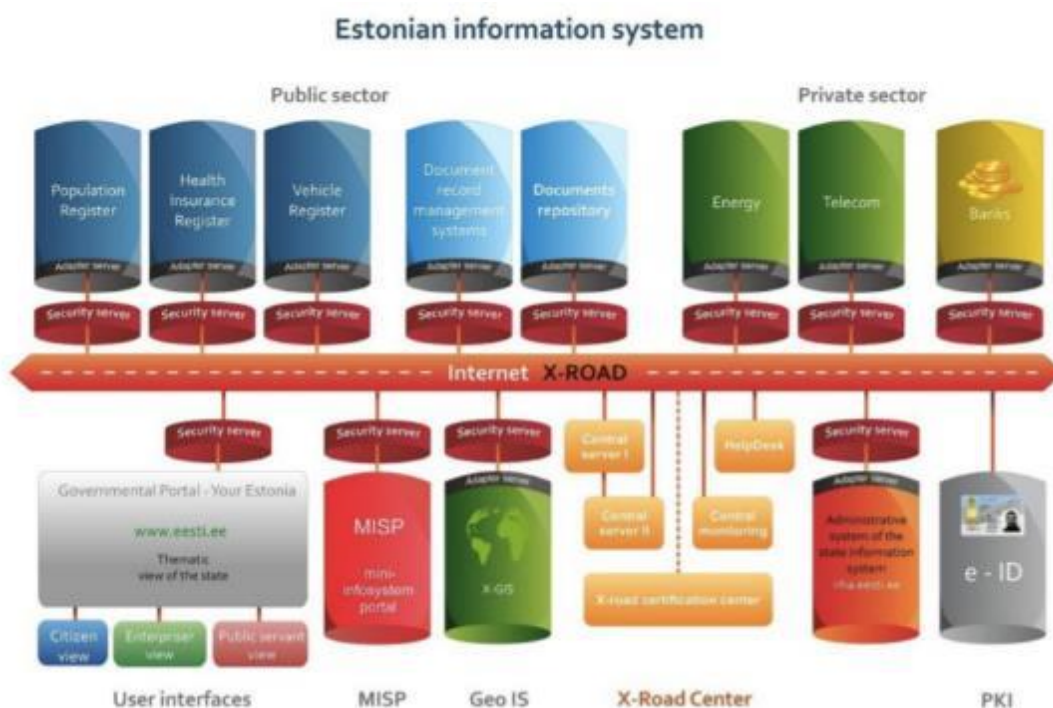 Estonian information system
Public sector
Private sector
Population
Register
Health
Insurance
Register
Vehicle
Register
Document
record
management
systems
Documents
repository
Energy
Telecom
Banks
Adapter server
Adapter server
Adapter server
Adapter server
Adapter server
Adapter server
Adapter server
Adapter server
Security server
Security server
Security server
Security server
Security server
Security server
Security server
Security server
Internet X-ROAD
Security server
Security server
Security server
Central
server I
HelpDesk
Security server
Governmental Portal - Your Estonia
www.eesti.ee
Thematic
view of the state
MISP
mini-
infosystem
portal
Adapter server
X-GIS
Central
server II
Central
monitoring
X-road certification center
Adapter server
Administrative
system of the
state information
system
riha.eesti.ee
e - ID
Citizen
view
Enterpriser
view
Public servant
view
User interfaces
MISP
Geo IS
X-Road Center
PKI